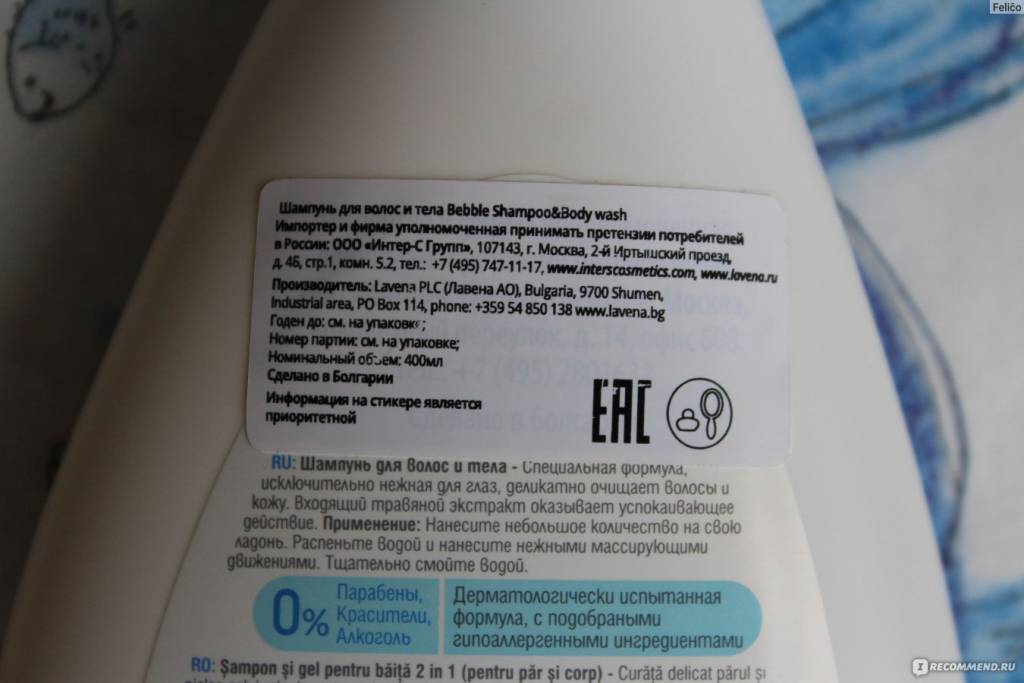 Feličo
Шампунь для волос и тела Bebble Shampoo&Body wash
Импортер и фирма уполномоченная принимать претензии потребителей
в России: ООО «Интер-С Групп», 107143, г. Москва, 2-й Иртышский проезд,
д. 4Б, стр.1, комн. 5.2, тел.: +7 (495) 747-11-17, www.interscosmetics.com, www.lavena.ru
Производитель: Lavena PLC (Лавена АО), Bulgaria, 9700 Shumen,
Industrial area, PO Box 114, phone: +359 54 850 138 www.lavena.bg
Годен до: см. на упаковке;
Номер партии: см. на упаковке;
Номинальный объем: 400мл
Сделано в Болгарии
Информация на стикере является
приоритетной
EAC
RU: Шампунь для волос и тела - Специальная формула,
исключительно нежная для глаз, деликатно очищает волосы и
кожу. Входящий травяной экстракт оказывает успокаивающее
действие. Применение: Нанесите небольшое количество на свою
ладонь. Распеньте водой и нанесите нежными массирующими
движениями. Тщательно смойте водой.
0%
Парабены,
Красители,
Алкоголь
Дерматологически испытанная
формула, с подобраными
гипоаллергенными ингредиентами
RO: Șampon și gel pentru băiță 2 in 1 (pentru păr și corp) - Curăță delicat părul și
IRECOMMEND.RU